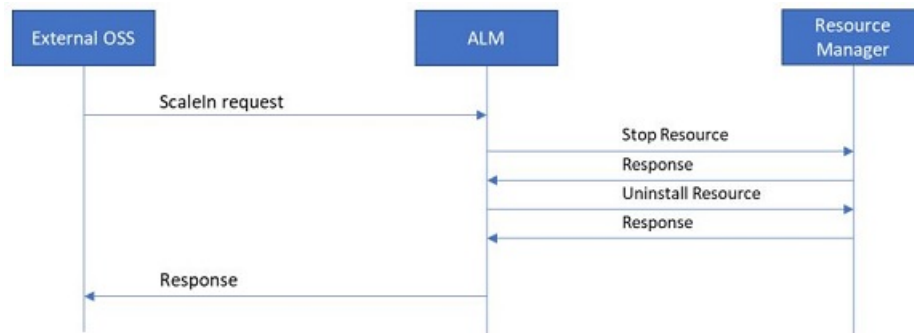 External OSS
ALM
Resource
Manager
ScaleIn request
Stop Resource
Response
Uninstall Resource
Response
Response